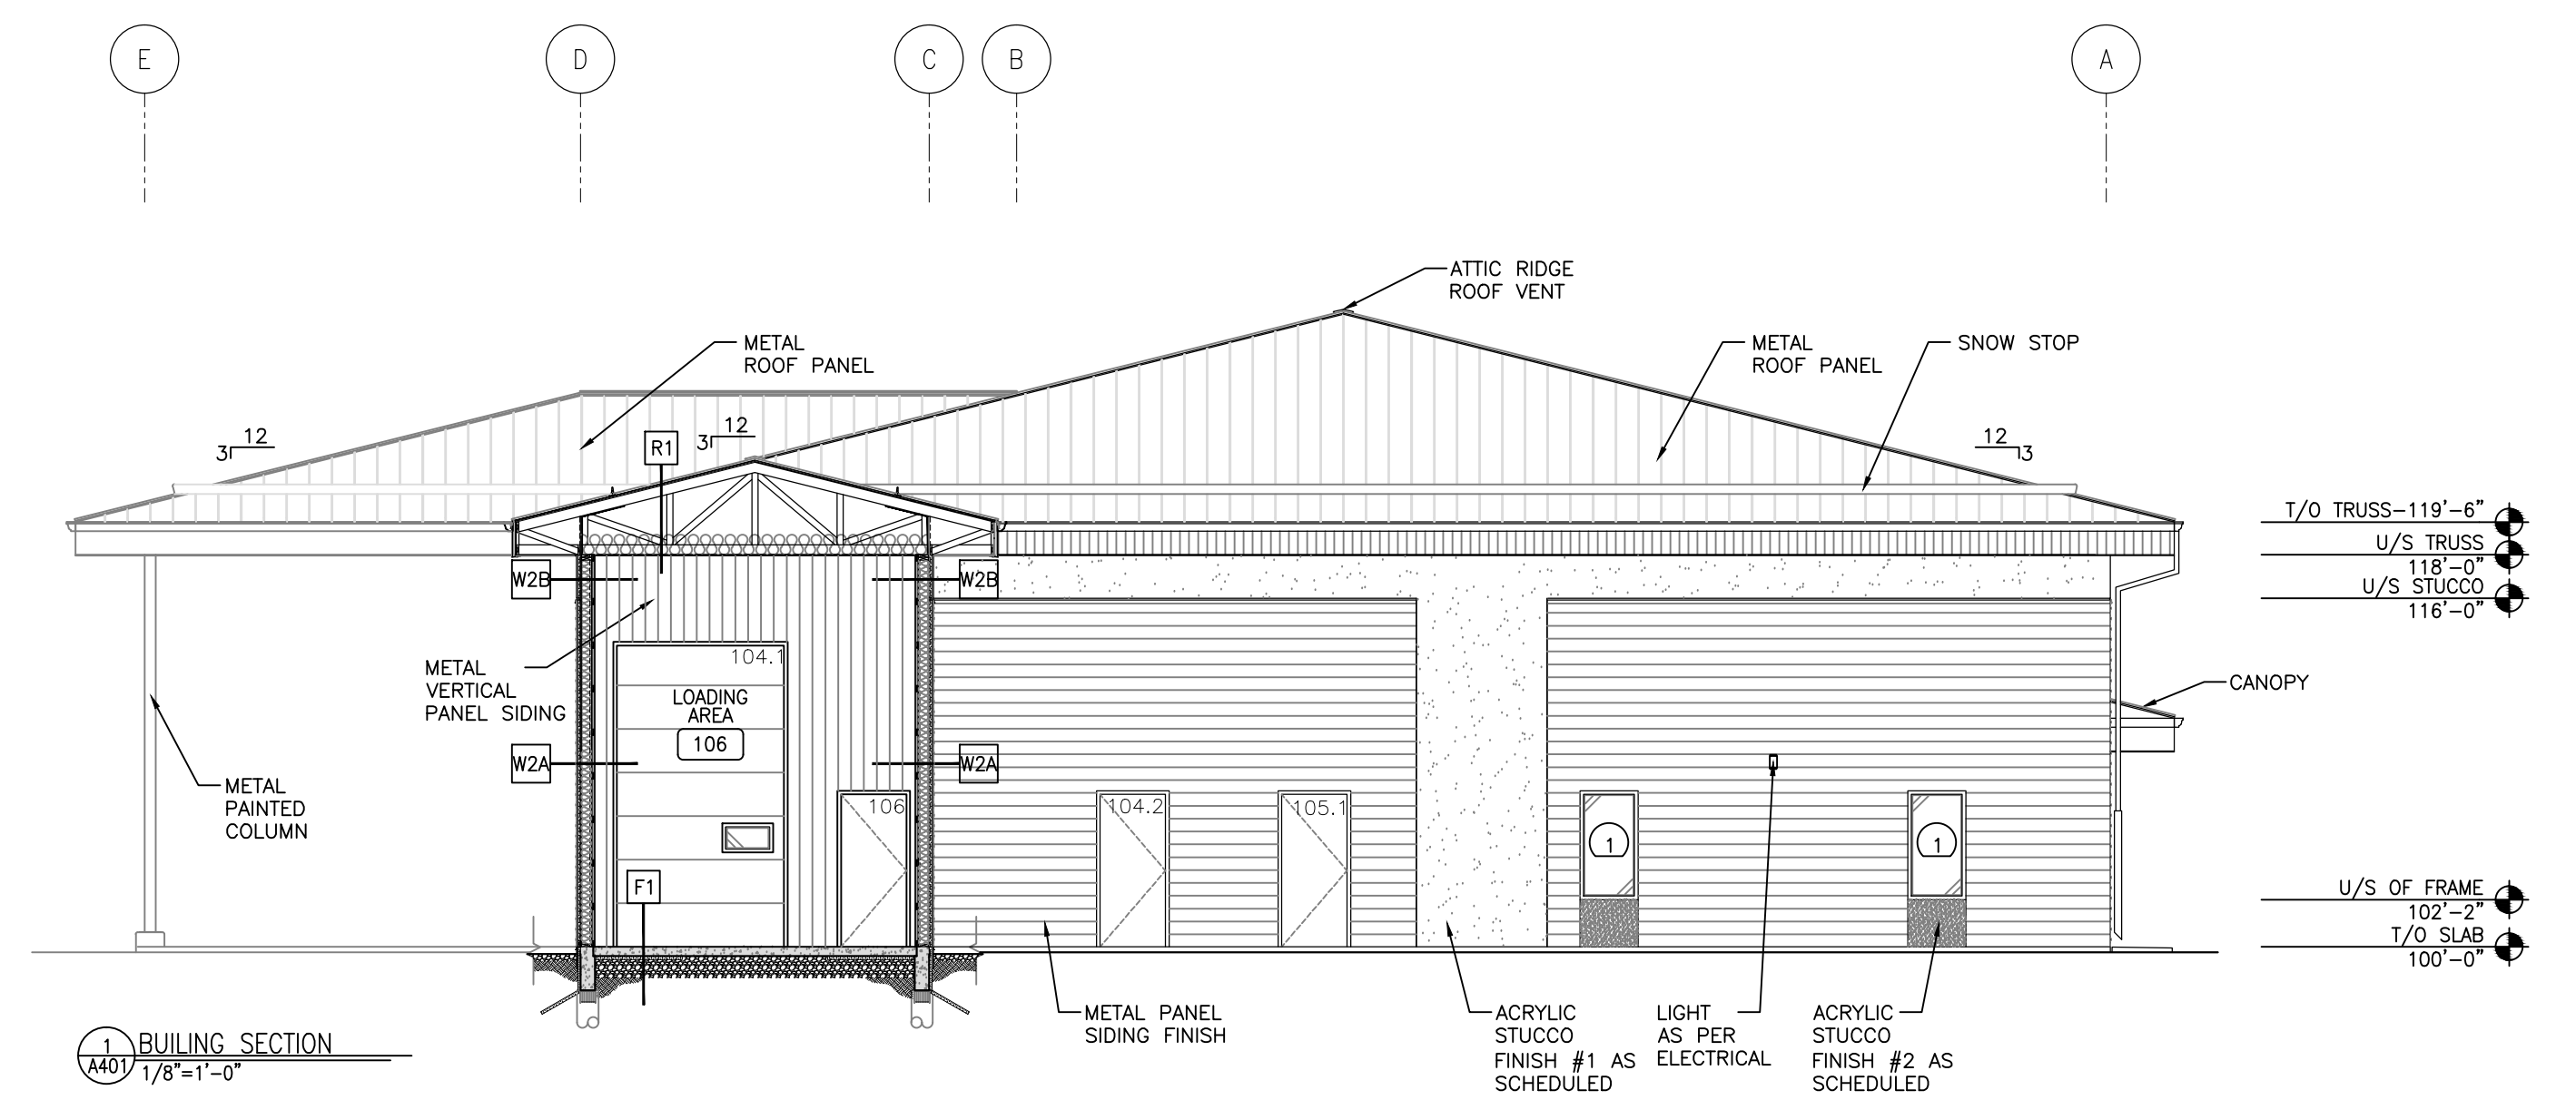 E
D
C
B
A
ATTIC RIDGE
ROOF VENT
METAL
ROOF PANEL
METAL
ROOF PANEL
SNOW STOP
12
3
R1
12
3
12
3
T/O TRUSS-119'-6"
U/S TRUSS
118'-0"
U/S STUCCO
116'-0"
W2B
W2B
METAL
VERTICAL
PANEL SIDING
104.1
LOADING
AREA
106
CANOPY
W2A
W2A
METAL
PAINTED
COLUMN
106
104.2
105.1
1
1
F1
U/S OF FRAME
102'-2"
T/O SLAB
100'-0"
METAL PANEL
SIDING FINISH
ACRYLIC
STUCCO
FINISH #1 AS
SCHEDULED
LIGHT
AS PER
ELECTRICAL
ACRYLIC
STUCCO
FINISH #2 AS
SCHEDULED
1
A401
BUILING SECTION
1/8"=1'-0"